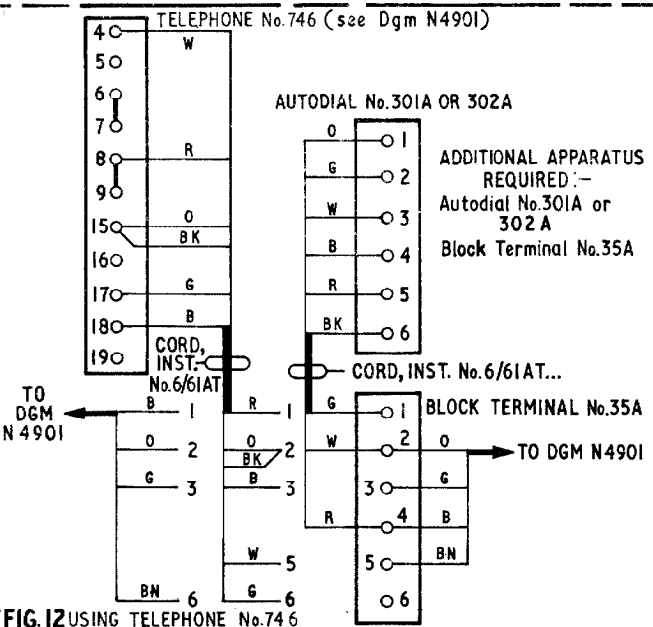 TELEPHONE No.746 (see Dgm N4901)
4
W
5
6
7
8
R
9
15
O
BK
16
17
G
18
B
19
CORD,
INST.
No.6/61AT
AUTODIAL No.301A OR 302A
O
1
G
2
W
3
B
4
R
5
BK
6
ADDITIONAL APPARATUS
REQUIRED:-
Autodial No.301A or
302A
Block Terminal No.35A
CORD, INST. No.6/61AT...
TO
DGM
N4901
B
1
O
2
G
3
BN
6
R
1
O
2
BK
B
3
W
5
G
6
BLOCK TERMINAL No.35A
G
1
W
2
O
3
G
R
4
B
5
BN
6
TO DGM N4901
FIG. 12 USING TELEPHONE No.746